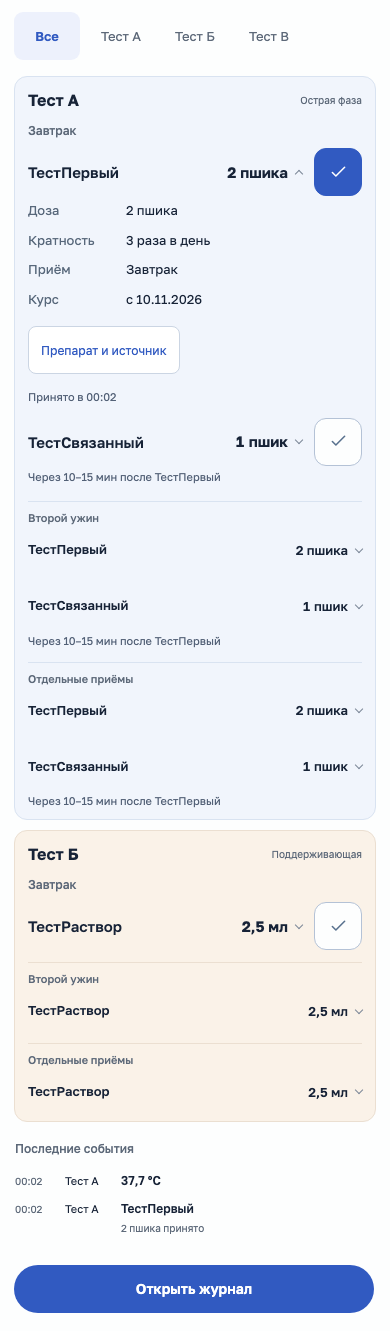 Все Тест А Тест Б Тест В
Тест А Острая фаза
Завтрак
ТестПервый 2 пшика
Доза 2 пшика
Кратность 3 раза в день
Приём Завтрак
Курс с 10.11.2026
Препарат и источник
Принято в 00:02
ТестСвязанный 1 пшик
Через 10–15 мин после ТестПервый
Второй ужин
ТестПервый 2 пшика
ТестСвязанный 1 пшик
Через 10–15 мин после ТестПервый
Отдельные приёмы
ТестПервый 2 пшика
ТестСвязанный 1 пшик
Через 10–15 мин после ТестПервый
Тест Б Поддерживающая
Завтрак
ТестРаствор 2,5 мл
Второй ужин
ТестРаствор 2,5 мл
Отдельные приёмы
ТестРаствор 2,5 мл
Последние события
00:02 Тест А 37,7 °C
00:02 Тест А ТестПервый
2 пшика принято
Открыть журнал